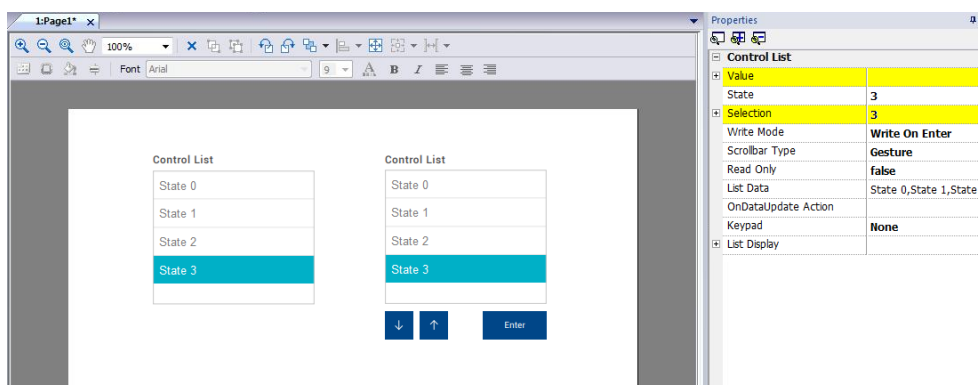 1:Page1* x
Properties
100%
Font Arial 9 A B I
Control List
Value
State 3
Selection 3
Write Mode Write On Enter
Scrollbar Type Gesture
Read Only false
List Data State 0,State 1,State
OnDataUpdate Action
Keypad None
List Display
Control List
State 0
State 1
State 2
State 3
Control List
State 0
State 1
State 2
State 3
Enter